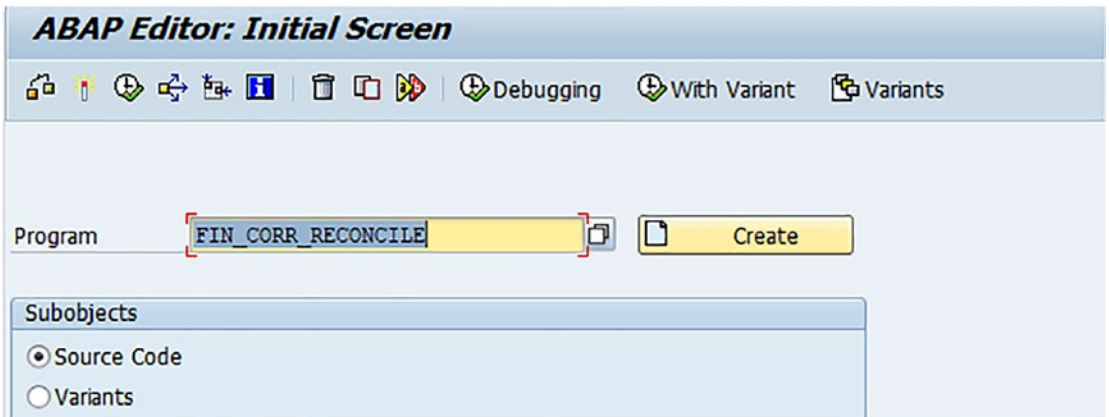 ABAP Editor: Initial Screen
Debugging With Variant Variants
Program FIN_CORR_RECONCILE Create
Subobjects
Source Code
Variants